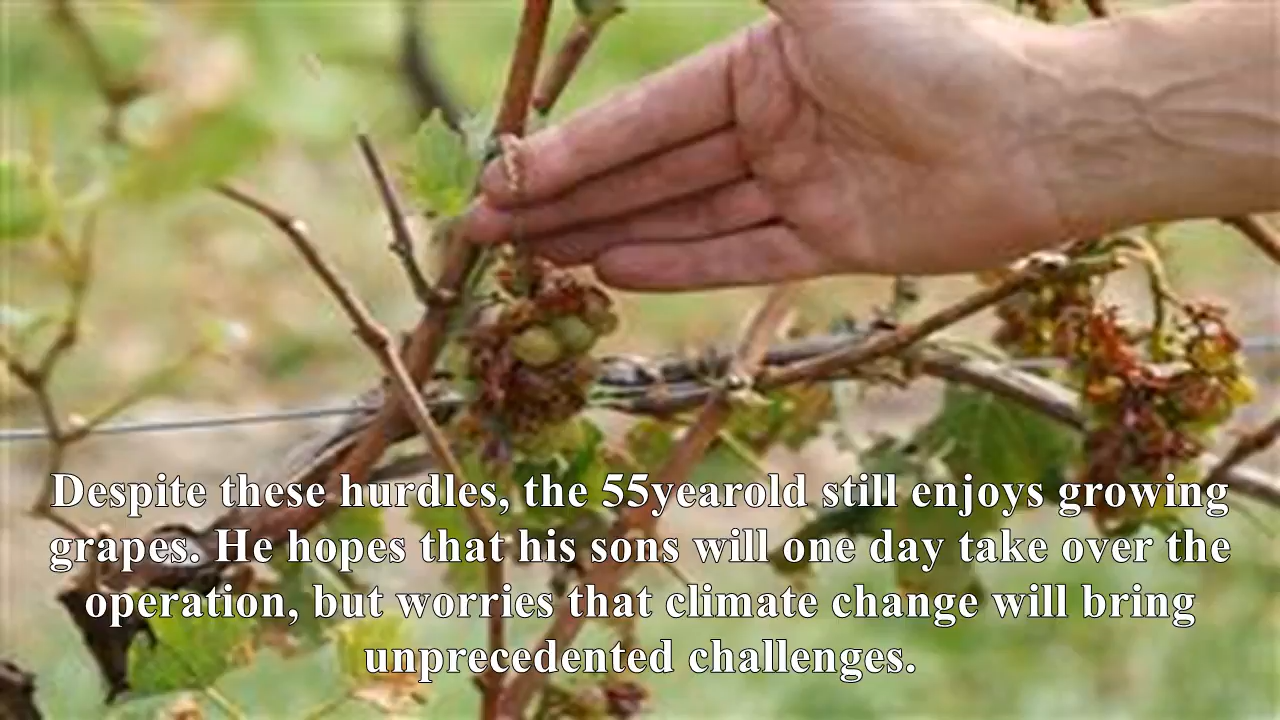 Despite these hurdles, the 55yearold still enjoys growing
grapes. He hopes that his sons will one day take over the
operation, but worries that climate change will bring
unprecedented challenges.